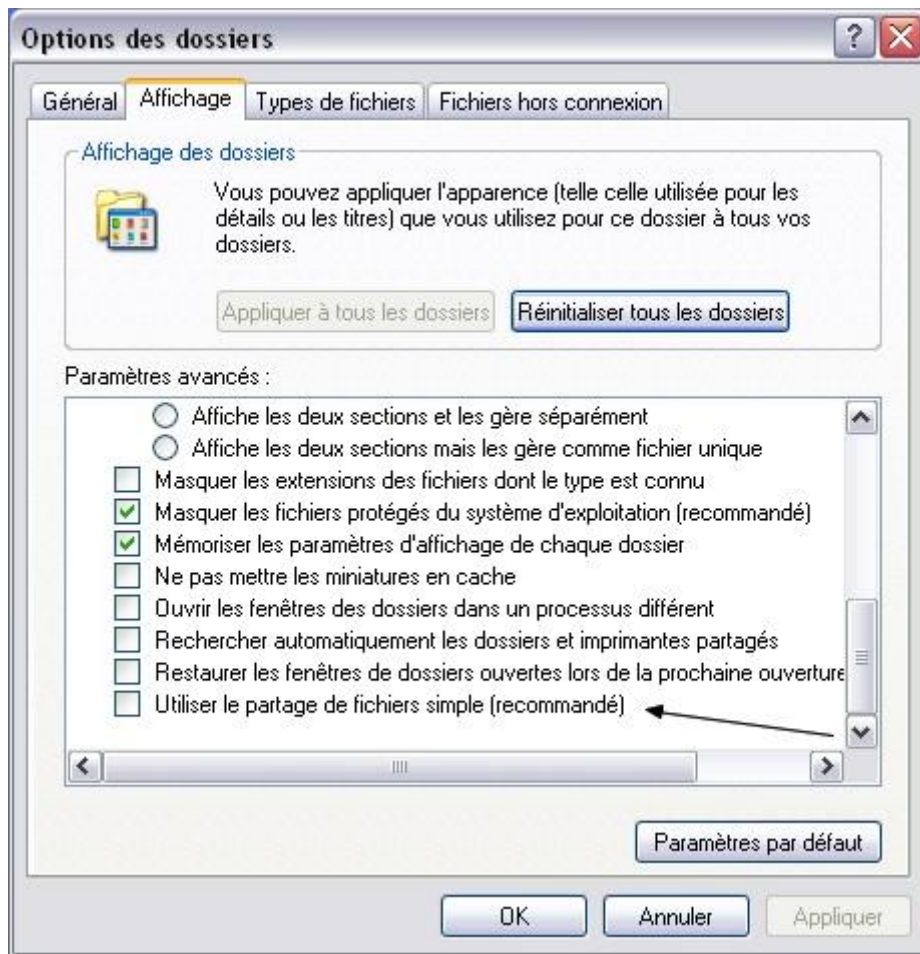 Options des dossiers
Général
Affichage
Types de fichiers
Fichiers hors connexion
Affichage des dossiers
Vous pouvez appliquer l'apparence (telle celle utilisée pour les
détails ou les titres) que vous utilisez pour ce dossier à tous vos
dossiers.
Appliquer à tous les dossiers
Réinitialiser tous les dossiers
Paramètres avancés :
Affiche les deux sections et les gère séparément
Affiche les deux sections mais les gère comme fichier unique
Masquer les extensions des fichiers dont le type est connu
Masquer les fichiers protégés du système d'exploitation (recommandé)
Mémoriser les paramètres d'affichage de chaque dossier
Ne pas mettre les miniatures en cache
Ouvrir les fenêtres des dossiers dans un processus différent
Rechercher automatiquement les dossiers et imprimantes partagés
Restaurer les fenêtres de dossiers ouvertes lors de la prochaine ouverture
Utiliser le partage de fichiers simple (recommandé)
Paramètres par défaut
OK
Annuler
Appliquer